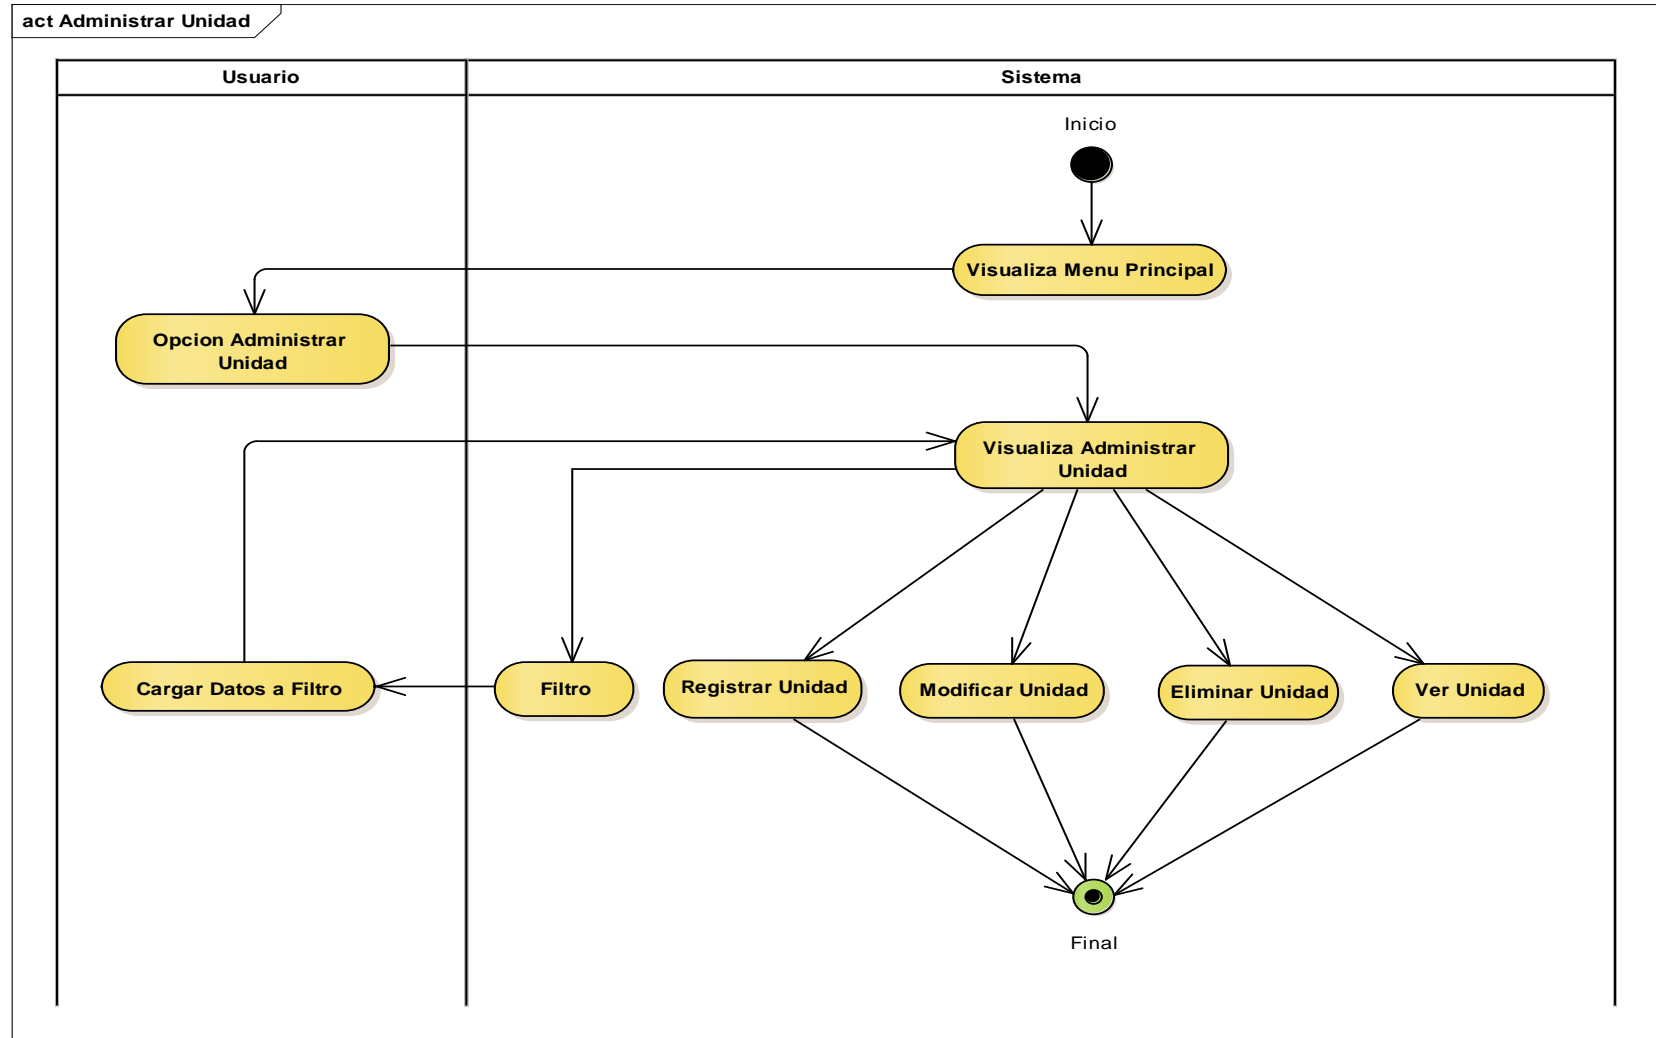 act Administrar Unidad
Usuario
Sistema
Inicio
Visualiza Menu Principal
Opcion Administrar
Unidad
Visualiza Administrar
Unidad
Cargar Datos a Filtro
Filtro
Registrar Unidad
Modificar Unidad
Eliminar Unidad
Ver Unidad
Final